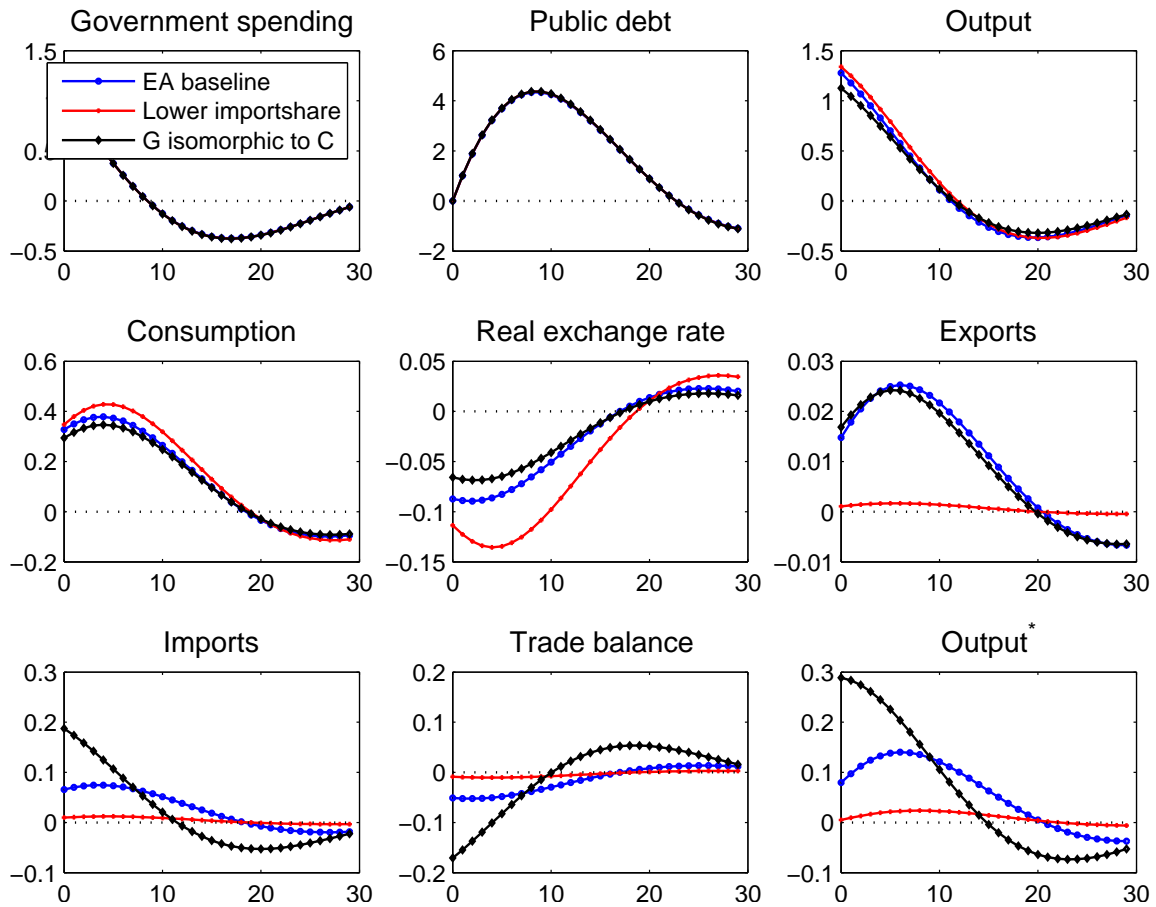 Government spending
Public debt
Output
1.5
0.5
0
−0.5
0 10 20 30
EA baseline
Lower importshare
G isomorphic to C
6
4
2
0
−2
0 10 20 30
1.5
1
0.5
0
−0.5
0 10 20 30
Consumption
Real exchange rate
Exports
0.6
0.4
0.2
0
−0.2
0 10 20 30
0.05
0
−0.05
−0.1
−0.15
0 10 20 30
0.03
0.02
0.01
0
−0.01
0 10 20 30
Imports
Trade balance
Output*
0.3
0.2
0.1
0
−0.1
0 10 20 30
0.2
0.1
0
−0.1
−0.2
0 10 20 30
0.3
0.2
0.1
0
−0.1
0 10 20 30